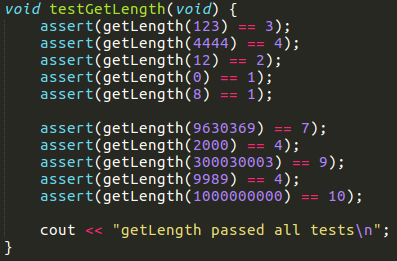 void testGetLength(void) {
    assert(getLength(123) == 3);
    assert(getLength(4444) == 4);
    assert(getLength(12) == 2);
    assert(getLength(0) == 1);
    assert(getLength(8) == 1);

    assert(getLength(9630369) == 7);
    assert(getLength(2000) == 4);
    assert(getLength(300030003) == 9);
    assert(getLength(9989) == 4);
    assert(getLength(1000000000) == 10);

    cout << "getLength passed all tests\n";
}